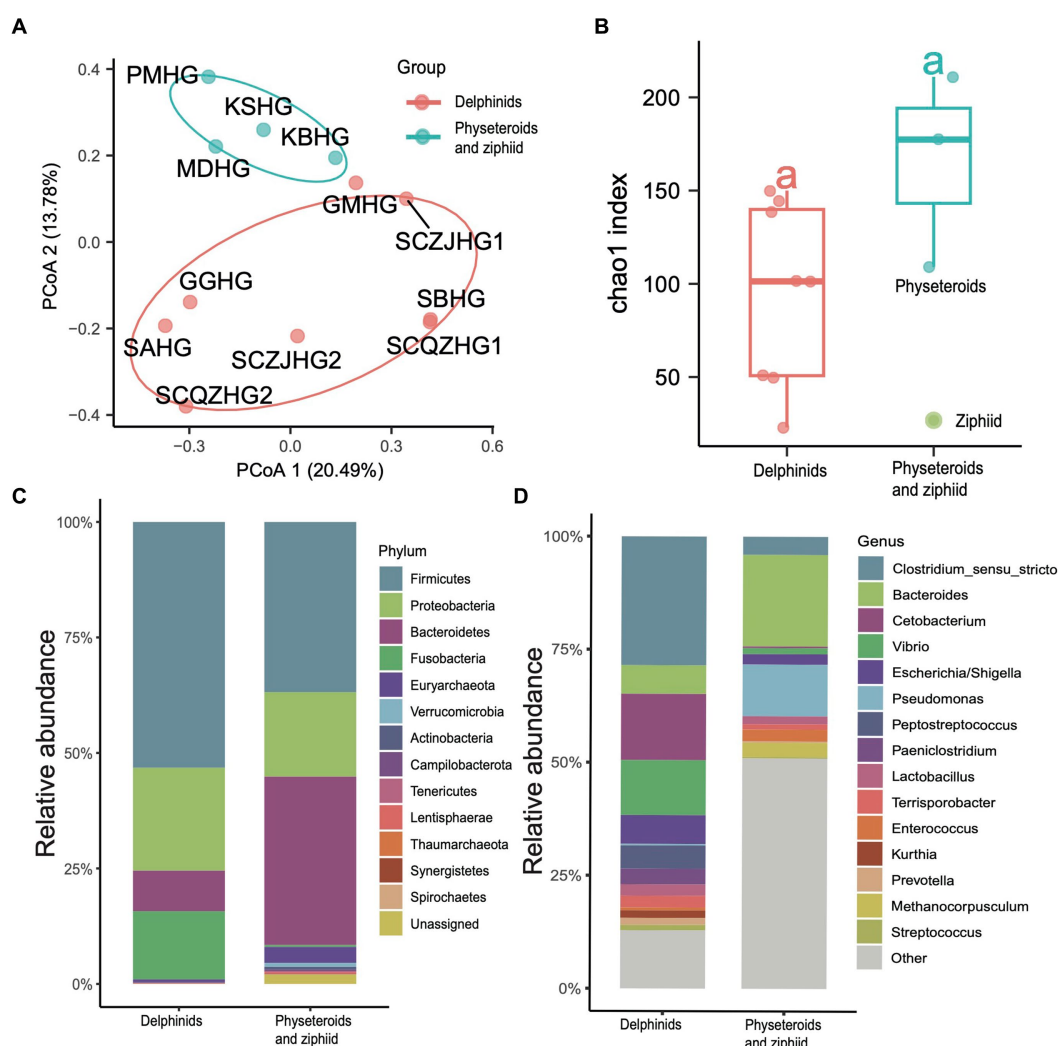 A
PCoA 2 (13.78%)
0.4
0.2
0.0
−0.2
−0.4
PMHG
KSHG
KBHG
MDHG
GMHG
SCZJHG1
GGHG
SBHG
SAHG
SCZJHG2
SCQZHG1
SCQZHG2
Group
Delphinids
Physeteroids
and ziphiid
−0.3
0.0
0.3
0.6
PCoA 1 (20.49%)
B
chao1 index
200
150
100
50
a
a
Physeteroids
Ziphiid
Delphinids
Physeteroids
and ziphiid
C
Relative abundance
100%
75%
50%
25%
0%
Delphinids
Physeteroids
and ziphiid
Phylum
Firmicutes
Proteobacteria
Bacteroidetes
Fusobacteria
Euryarchaeota
Verrucomicrobia
Actinobacteria
Campilobacterota
Tenericutes
Lentisphaerae
Thaumarchaeota
Synergistetes
Spirochaetes
Unassigned
D
Relative abundance
100%
75%
50%
25%
0%
Delphinids
Physeteroids
and ziphiid
Genus
Clostridium_sensu_stricto
Bacteroides
Cetobacterium
Vibrio
Escherichia/Shigella
Pseudomonas
Peptostreptococcus
Paeniclostridium
Lactobacillus
Terrisporobacter
Enterococcus
Kurthia
Prevotella
Methanocorpusculum
Streptococcus
Other